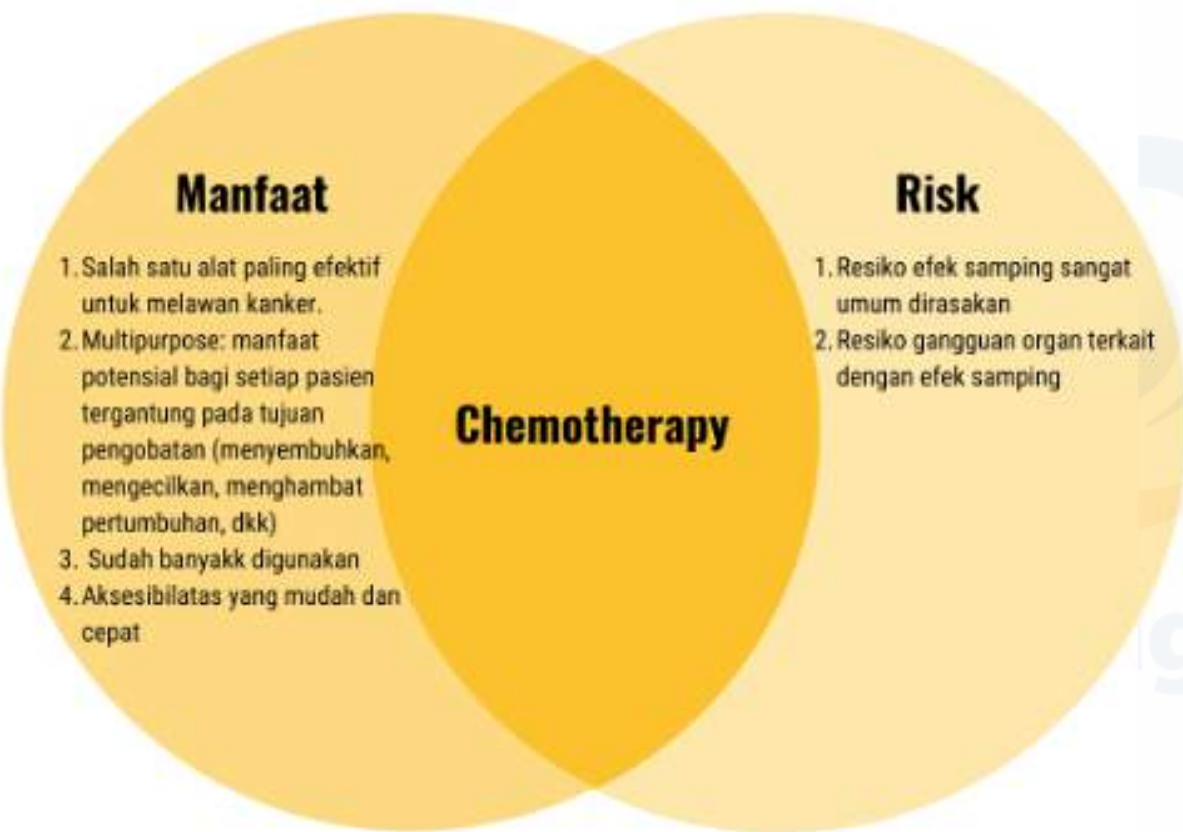 Manfaat
1. Salah satu alat paling efektif
untuk melawan kanker.
2. Multipurpose: manfaat
potensial bagi setiap pasien
tergantung pada tujuan
pengobatan (menyembuhkan,
mengecilkan, menghambat
pertumbuhan, dkk)
3. Sudah banyakk digunakan
4. Aksesibilatas yang mudah dan
cepat
Chemotherapy
Risk
1. Resiko efek samping sangat
umum dirasakan
2. Resiko gangguan organ terkait
dengan efek samping